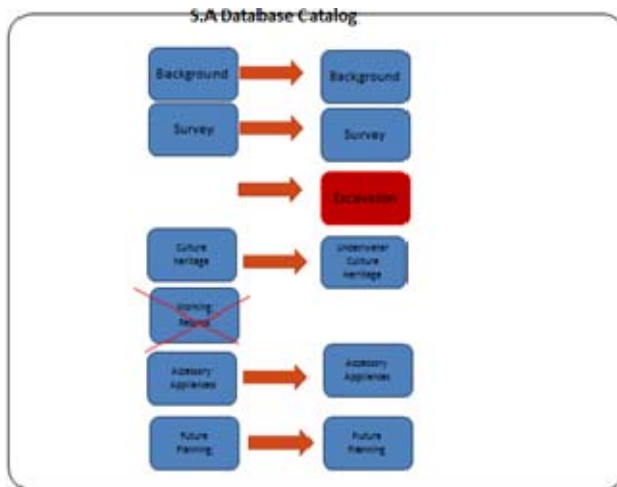 S.A Database Catalog
Background
Background
Survey
Survey
Excavation
Culture
Heritage
Underwater
Culture
Heritage
Working
Accessory
Appliances
Accessory
Appliances
Future
Planning
Future
Planning